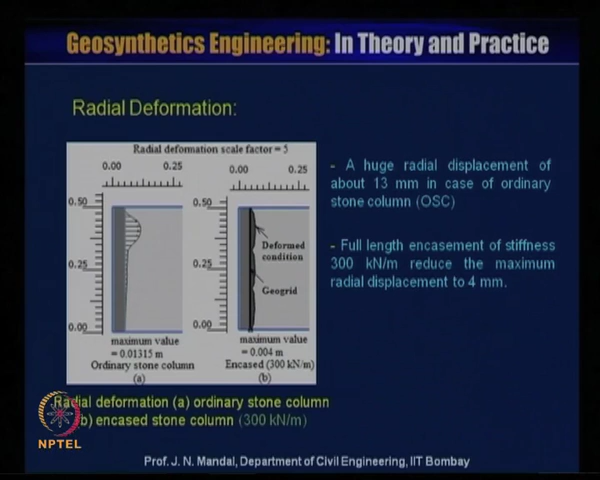 Geosynthetics Engineering: In Theory and Practice
Radial Deformation:
Radial deformation scale factor = 5
0.00 0.25 0.00 0.25
0.50 0.50
0.25 0.25
0.00 0.00
Deformed
condition
Geogrid
maximum value
= 0.01315 m
Ordinary stone column
(a)
maximum value
= 0.004 m
Encased (300 kN/m)
(b)
- A huge radial displacement of
about 13 mm in case of ordinary
stone column (OSC)
- Full length encasement of stiffness
300 kN/m reduce the maximum
radial displacement to 4 mm.
Radial deformation (a) ordinary stone column
b) encased stone column (300 kN/m)
NPTEL
Prof. J. N. Mandal, Department of Civil Engineering, IIT Bombay